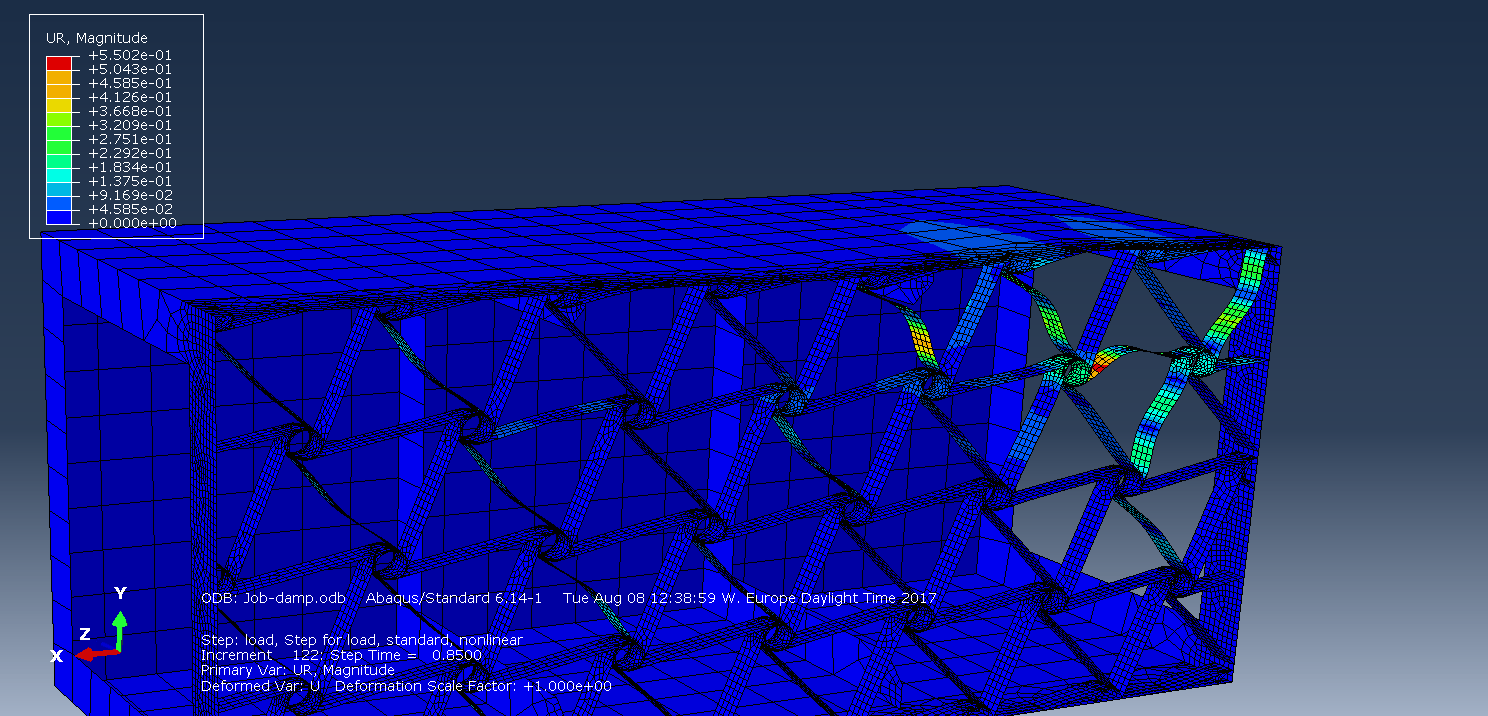 UR, Magnitude
+5.502e-01
+5.043e-01
+4.585e-01
+4.126e-01
+3.668e-01
+3.209e-01
+2.751e-01
+2.292e-01
+1.834e-01
+1.375e-01
+9.169e-02
+4.585e-02
+0.000e+00
Y
Z
X
ODB: Job-damp.odb Abaqus/Standard 6.14-1 Tue Aug 08 12:38:59 W. Europe Daylight Time 2017
Step: load, Step for load, standard, nonlinear
Increment 122: Step Time = 0.8500
Primary Var: UR, Magnitude
Deformed Var: U Deformation Scale Factor: +1.000e+00